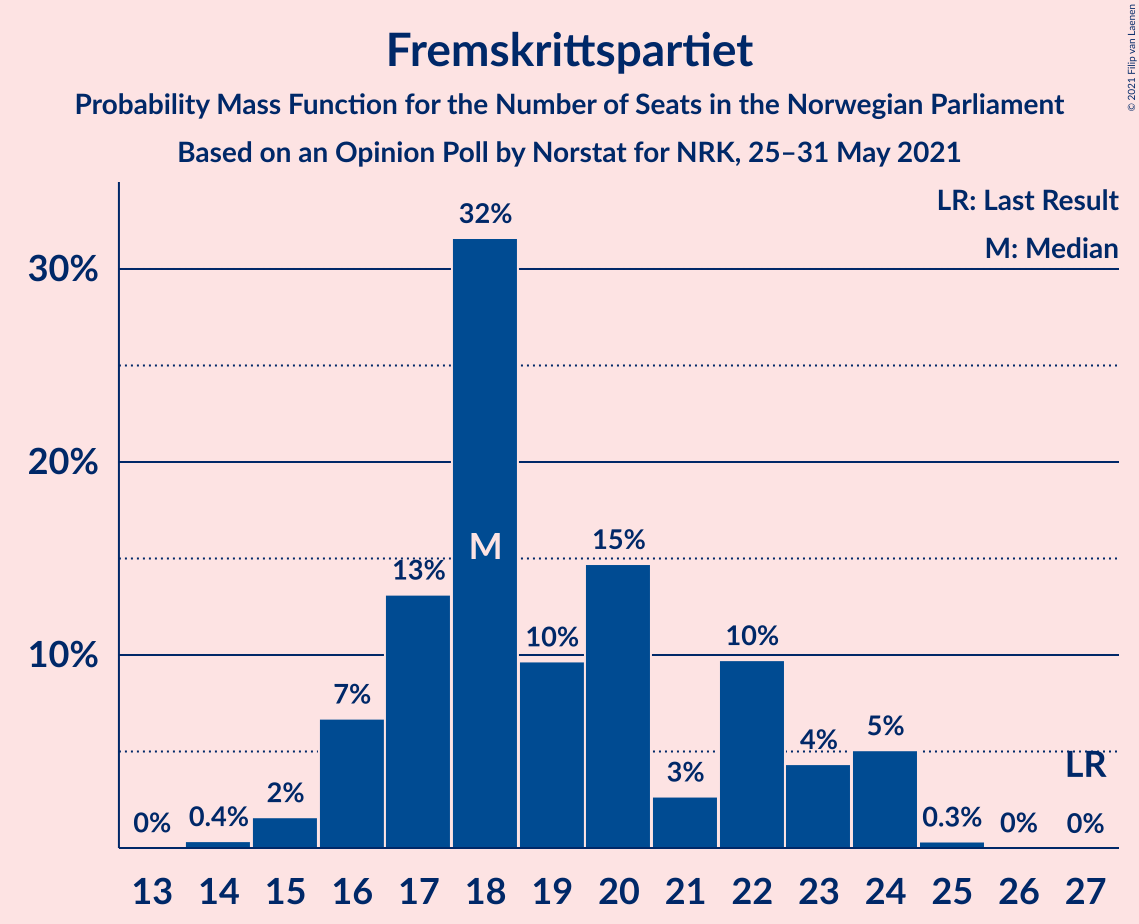 Fremskrittspartiet
Probability Mass Function for the Number of Seats in the Norwegian Parliament
Based on an Opinion Poll by Norstat for NRK, 25–31 May 2021
© 2021 Filip van Laenen
LR: Last Result
M: Median
30%
20%
10%
0%
0.4%
2%
7%
13%
32%
M
10%
15%
3%
10%
4%
5%
0.3%
0%
LR
0%
13 14 15 16 17 18 19 20 21 22 23 24 25 26 27